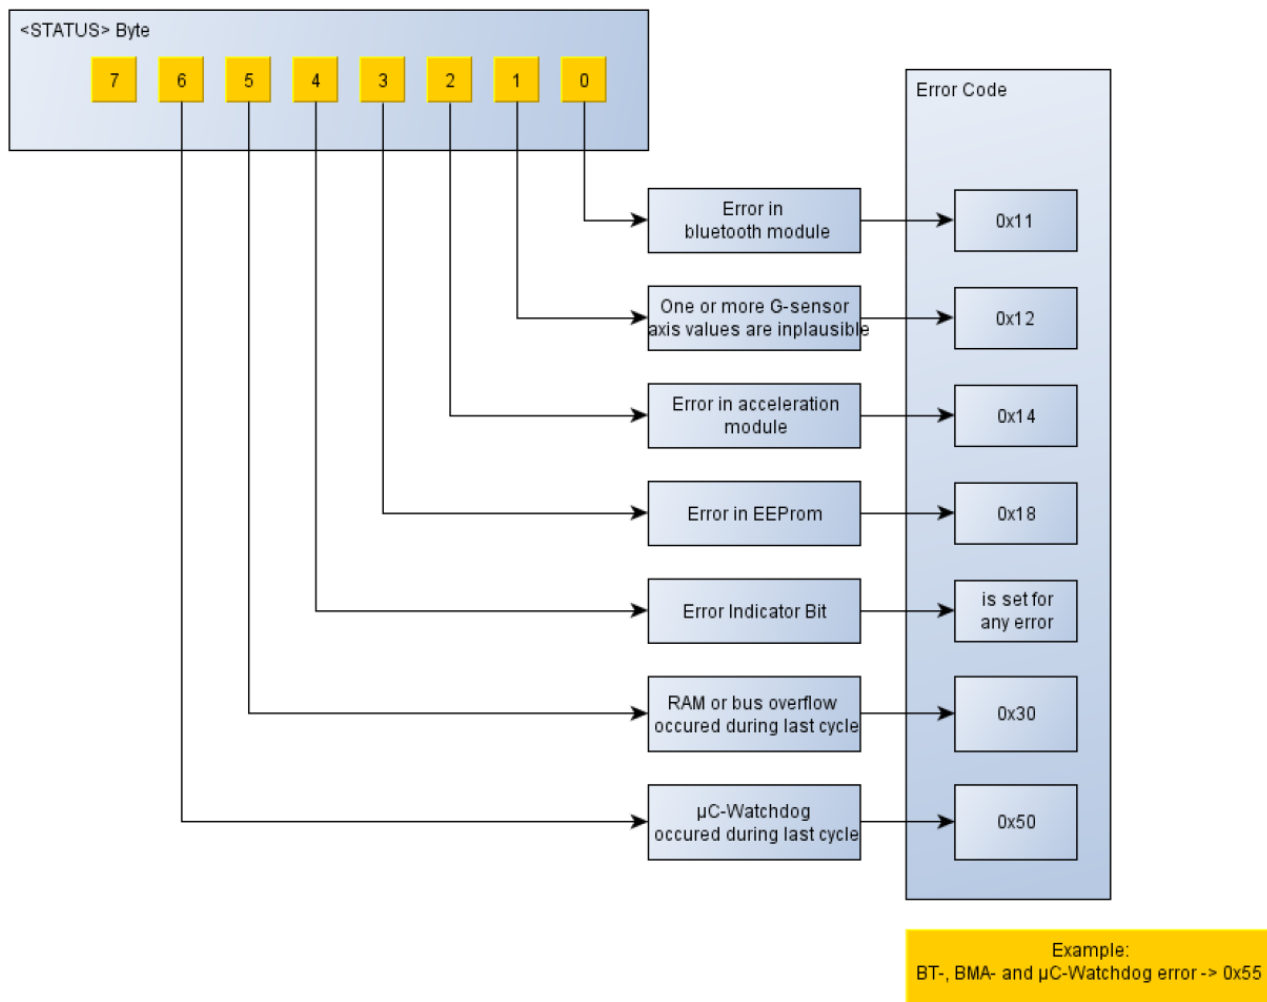 <STATUS> Byte
7 6 5 4 3 2 1 0
Error Code
Error in
bluetooth module
0x11
One or more G-sensor
axis values are inplausible
0x12
Error in acceleration
module
0x14
Error in EEProm
0x18
Error Indicator Bit
is set for
any error
RAM or bus overflow
occured during last cycle
0x30
µC-Watchdog
occured during last cycle
0x50
Example:
BT-, BMA- and µC-Watchdog error -> 0x55